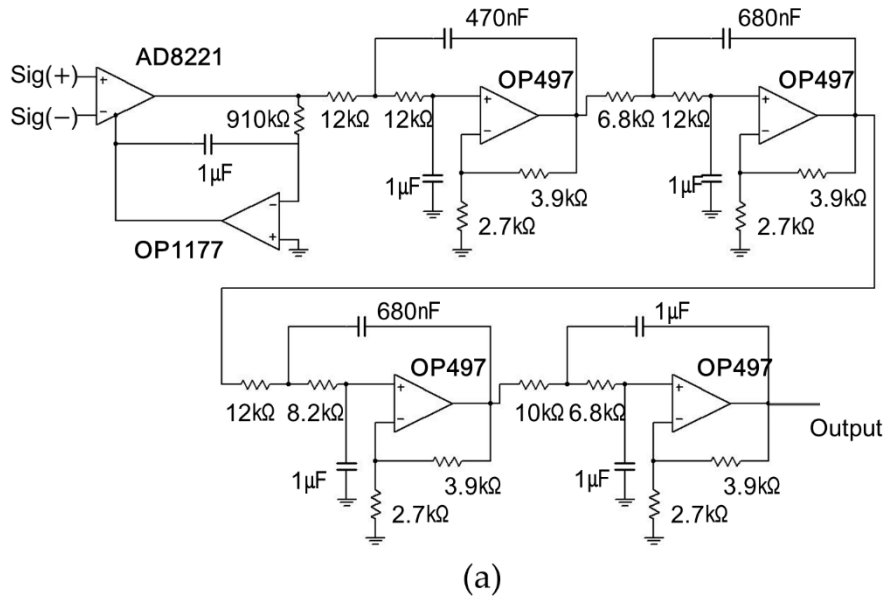 470nF
680nF
AD8221
Sig(+)
OP497
OP497
Sig(−)
910kΩ
12kΩ
12kΩ
6.8kΩ
12kΩ
1µF
1µF
3.9kΩ
1µF
3.9kΩ
2.7kΩ
2.7kΩ
OP1177
680nF
1µF
OP497
OP497
12kΩ
8.2kΩ
10kΩ
6.8kΩ
Output
1µF
3.9kΩ
1µF
3.9kΩ
2.7kΩ
2.7kΩ
(a)